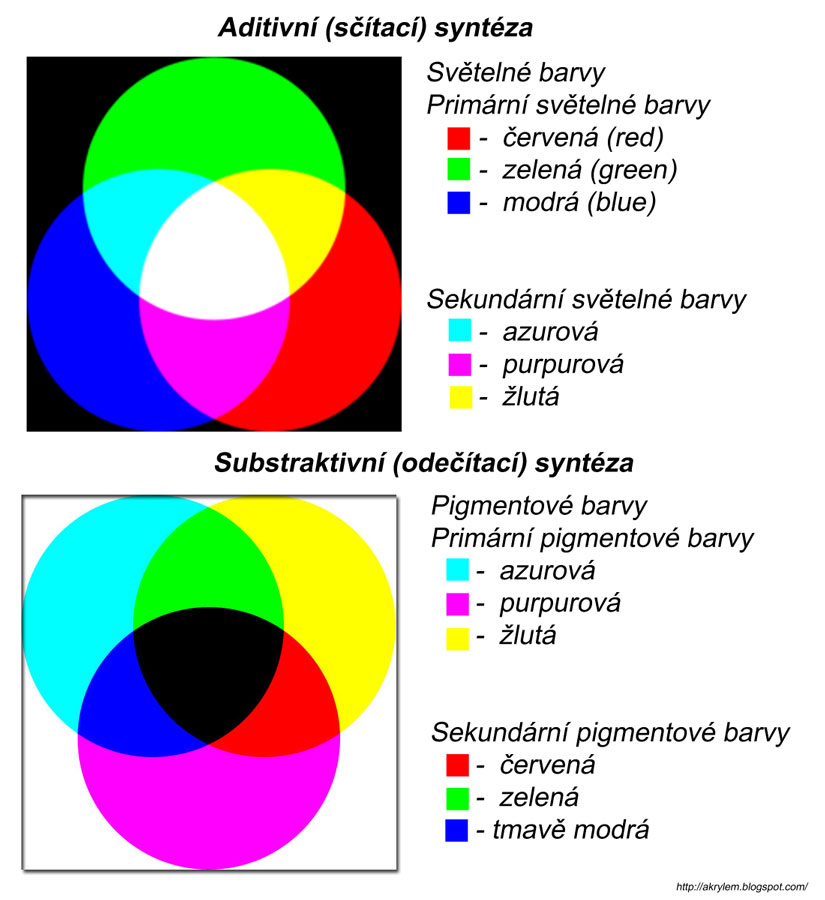 Aditivní (sčítací) syntéza
Světelné barvy
Primární světelné barvy
- červená (red)
- zelená (green)
- modrá (blue)
Sekundární světelné barvy
- azurová
- purpurová
- žlutá
Substraktivní (odečítací) syntéza
Pigmentové barvy
Primární pigmentové barvy
- azurová
- purpurová
- žlutá
Sekundární pigmentové barvy
- červená
- zelená
- tmavě modrá
http://akrylem.blogspot.com/